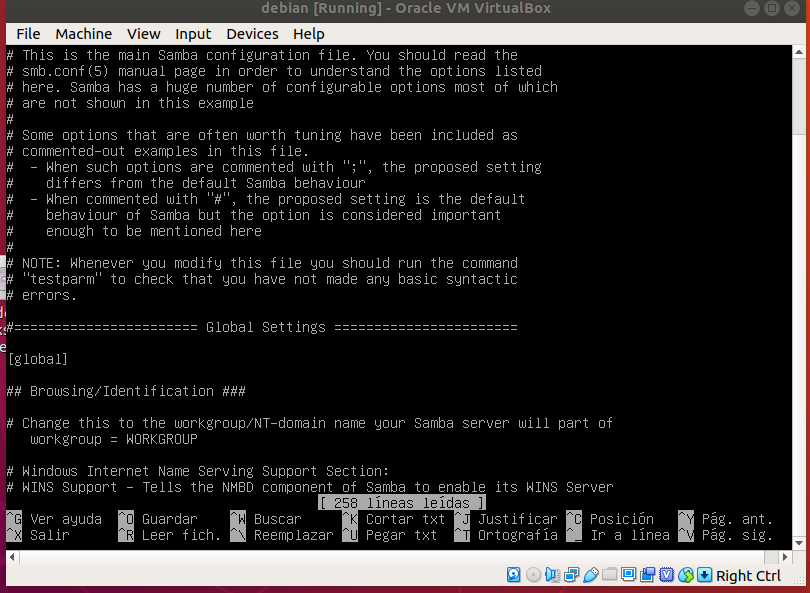 debian [Running] - Oracle VM VirtualBox
File Machine View Input Devices Help
# This is the main Samba configuration file. You should read the
# smb.conf(5) manual page in order to understand the options listed
# here. Samba has a huge number of configurable options most of which
# are not shown in this example
#
# Some options that are often worth tuning have been included as
# commented-out examples in this file.
#  - When such options are commented with ";", the proposed setting
#    differs from the default Samba behaviour
#  - When commented with "#", the proposed setting is the default
#    behaviour of Samba but the option is considered important
#    enough to be mentioned here
#
# NOTE: Whenever you modify this file you should run the command
# "testparm" to check that you have not made any basic syntactic
# errors.
#======================= Global Settings =======================
[global]
## Browsing/Identification ###
# Change this to the workgroup/NT-domain name your Samba server will part of
   workgroup = WORKGROUP
# Windows Internet Name Serving Support Section:
# WINS Support - Tells the NMBD component of Samba to enable its WINS Server
[ 258 líneas leídas ]
^G Ver ayuda ^O Guardar ^W Buscar ^K Cortar txt ^J Justificar ^C Posición ^Y Pág. ant.
^X Salir ^R Leer fich. ^\ Reemplazar ^U Pegar txt ^T Ortografía ^_ Ir a línea ^V Pág. sig.
Right Ctrl